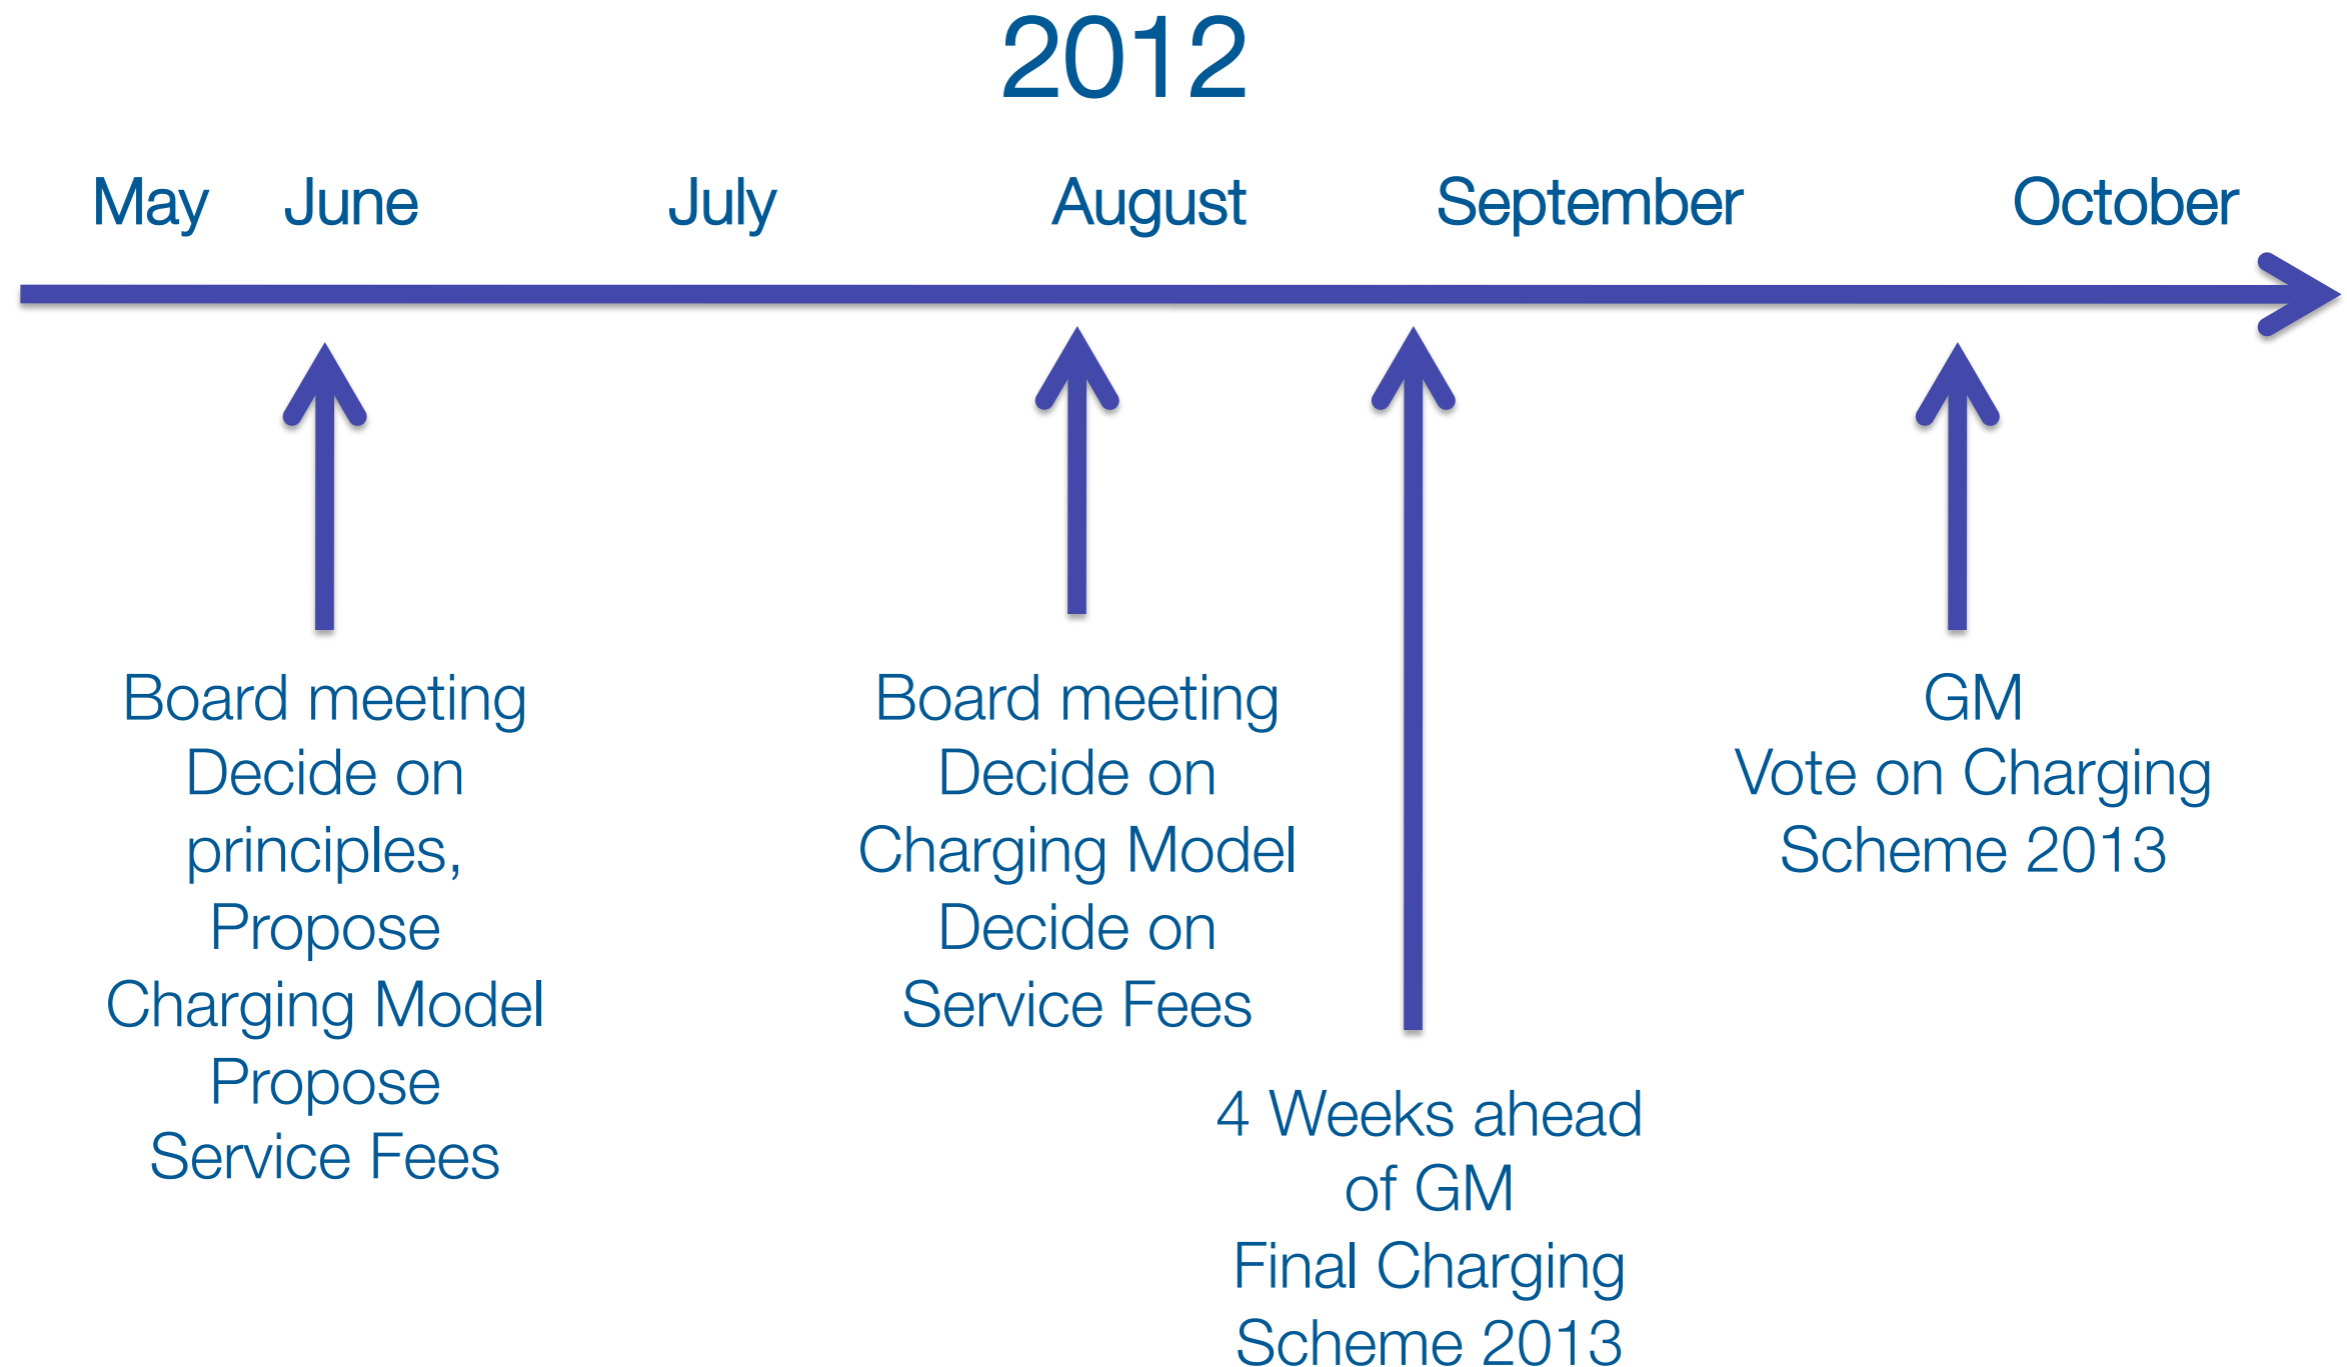 2012
May June July August September October
Board meeting
Decide on
principles,
Propose
Charging Model
Propose
Service Fees
Board meeting
Decide on
Charging Model
Decide on
Service Fees
4 Weeks ahead
of GM
Final Charging
Scheme 2013
GM
Vote on Charging
Scheme 2013